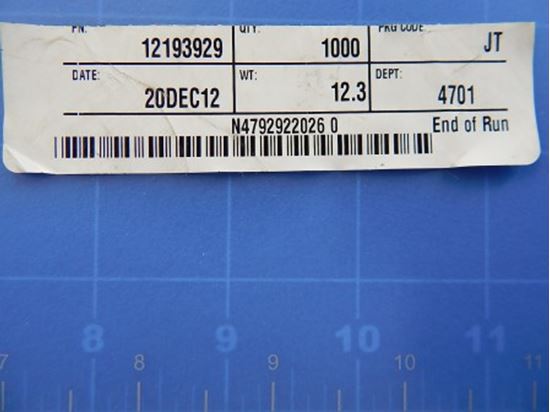 PN: QTY: PKG CODE
12193929 1000 JT
DATE: WT: DEPT:
20DEC12 12.3 4701
N4792922026 0 End of Run
8 9 10 11
7 8 9 10 11